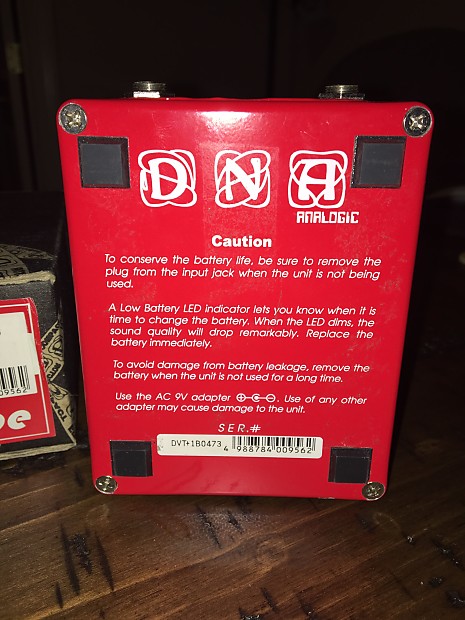 DNA
ANALOGIC
Caution
To conserve the battery life, be sure to remove the
plug from the input jack when the unit is not being
used.
A Low Battery LED indicator lets you know when it is
time to change the battery. When the LED dims, the
sound quality will drop remarkably. Replace the
battery immediately.
To avoid damage from battery leakage, remove the
battery when the unit is not used for a long time.
Use the AC 9V adapter ⊕-C-⊖. Use of any other
adapter may cause damage to the unit.
SER.#
DVT+1B0473 4 988784 009562
09562